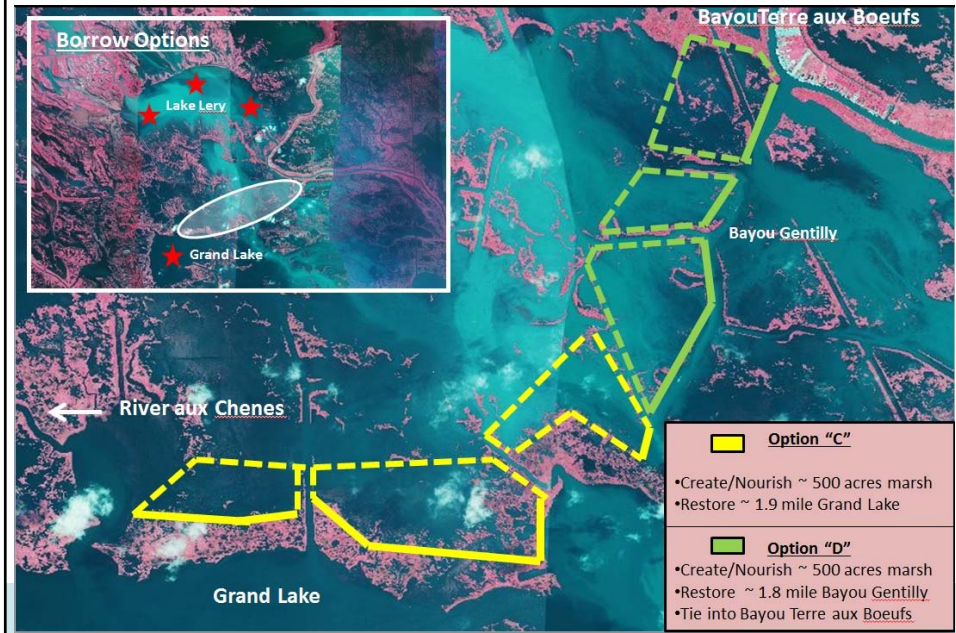 Borrow Options
Lake Lery
Grand Lake
BayouTerre aux Boeufs
Bayou Gentilly
River aux Chenes
Grand Lake
Option “C”
•Create/Nourish ~ 500 acres marsh
•Restore ~ 1.9 mile Grand Lake
Option “D”
•Create/Nourish ~ 500 acres marsh
•Restore ~ 1.8 mile Bayou Gentilly
•Tie into Bayou Terre aux Boeufs